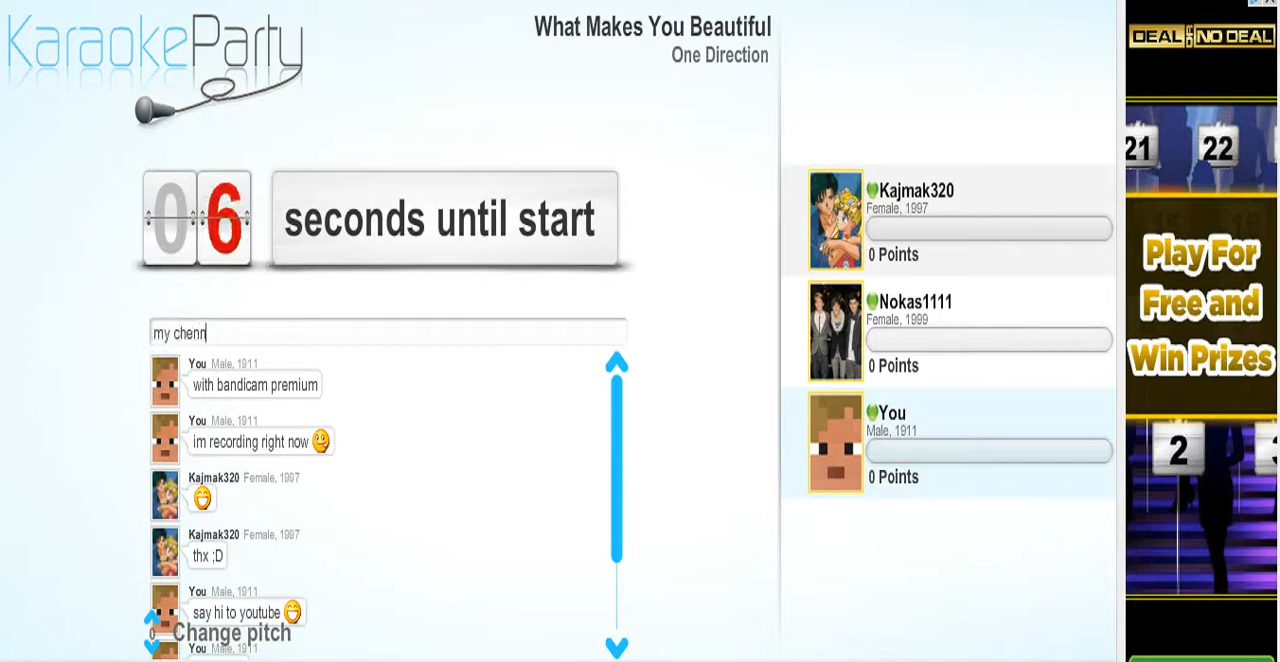 KaraokeParty
What Makes You Beautiful
One Direction
06 seconds until start
my chenn
You Male, 1911
with bandicam premium
You Male, 1911
im recording right now
Kajmak320 Female, 1997
Kajmak320 Female, 1997
thx ;D
You Male, 1911
say hi to youtube
0 Change pitch
You Male, 1911
Kajmak320
Female, 1997
0 Points
Nokas1111
Female, 1999
0 Points
You
Male, 1911
0 Points
DEAL OR NO DEAL
21 22
Play For
Free and
Win Prizes
2